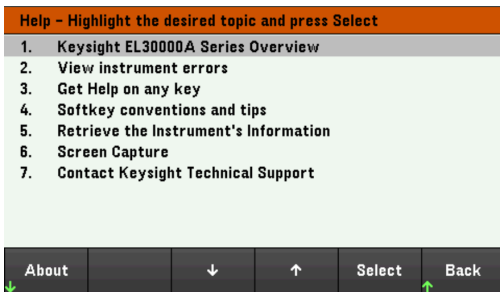 Help - Highlight the desired topic and press Select
1. Keysight EL30000A Series Overview
2. View instrument errors
3. Get Help on any key
4. Softkey conventions and tips
5. Retrieve the Instrument's Information
6. Screen Capture
7. Contact Keysight Technical Support
About ↓ ↑ Select Back